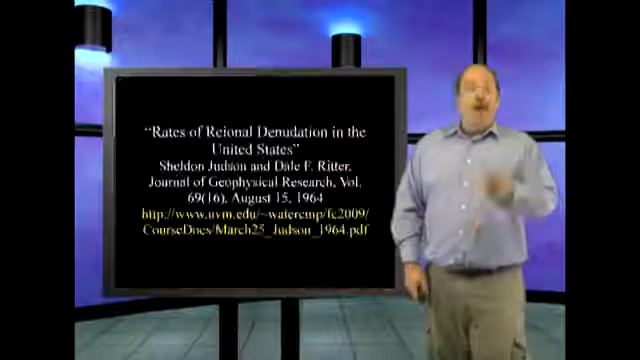 “Rates of Reional Denudation in the
United States”
Sheldon Judson and Dale F. Ritter,
Journal of Geophysical Research, Vol.
69(16), August 15, 1964
http://www.uvm.edu/~watercmp/fc2009/
CourseDocs/March25_Judson_1964.pdf